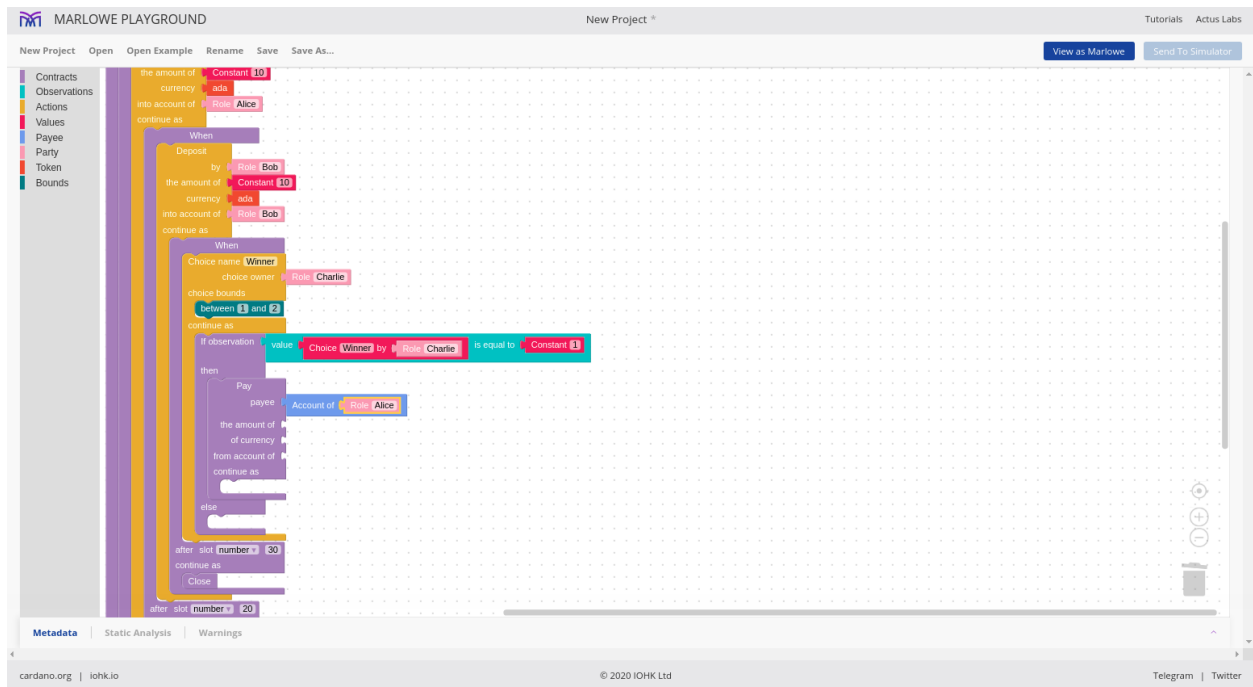 MARLOWE PLAYGROUND
New Project *
Tutorials Actus Labs
New Project Open Open Example Rename Save Save As...
View as Marlowe Send To Simulator
Contracts
Observations
Actions
Values
Payee
Party
Token
Bounds
the amount of Constant 10
currency ada
into account of Role Alice
continue as
When
Deposit
by Role Bob
the amount of Constant 10
currency ada
into account of Role Bob
continue as
When
Choice name Winner
choice owner Role Charlie
choice bounds
between 1 and 2
continue as
If observation value Choice Winner by Role Charlie is equal to Constant 1
then
Pay
payee Account of Role Alice
the amount of
of currency
from account of
continue as
else
after slot number 30
continue as
Close
after slot number 20
Metadata | Static Analysis | Warnings
cardano.org | iohk.io
© 2020 IOHK Ltd
Telegram | Twitter